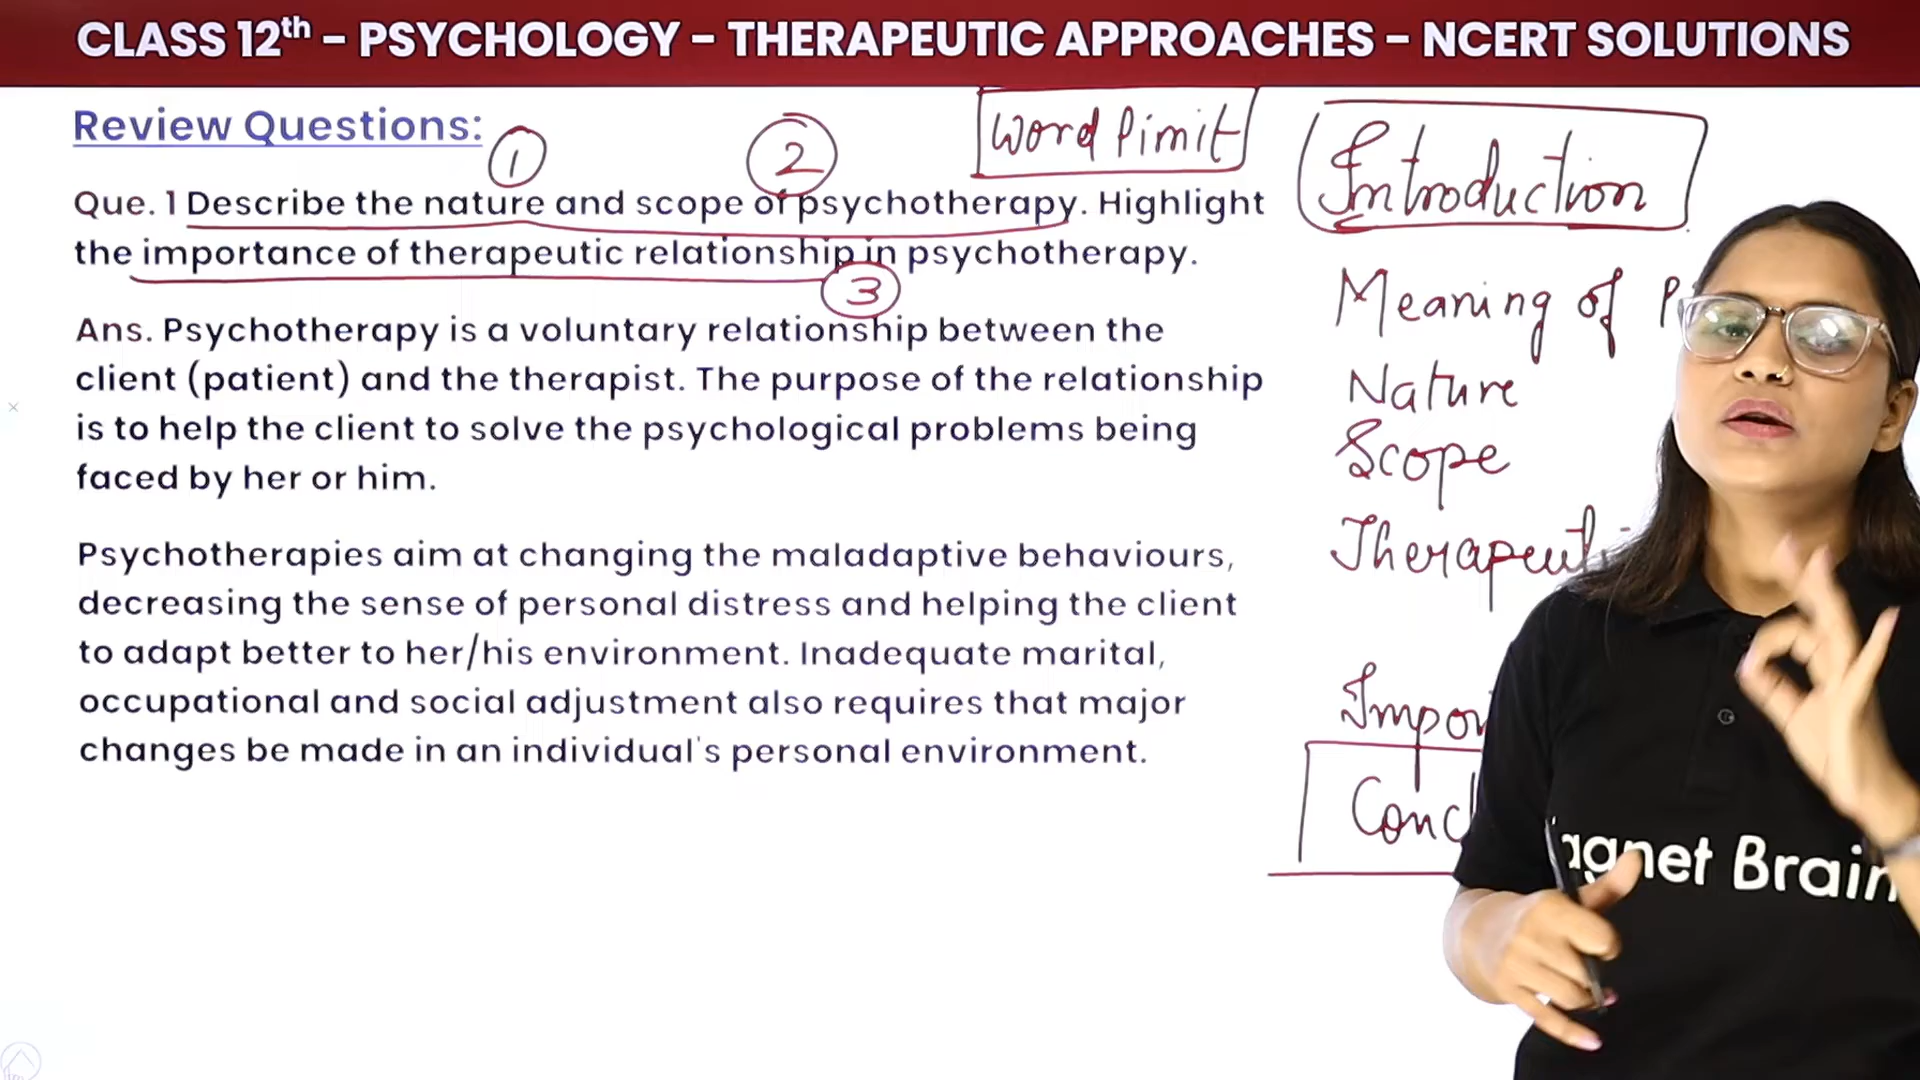 CLASS 12th - PSYCHOLOGY - THERAPEUTIC APPROACHES - NCERT SOLUTIONS
Review Questions:
1
2
word limit
Introduction
Que. 1 Describe the nature and scope of psychotherapy. Highlight
the importance of therapeutic relationship in psychotherapy.
3
Meaning of P
Ans. Psychotherapy is a voluntary relationship between the
client (patient) and the therapist. The purpose of the relationship
is to help the client to solve the psychological problems being
faced by her or him.
Nature
Scope
Psychotherapies aim at changing the maladaptive behaviours,
decreasing the sense of personal distress and helping the client
to adapt better to her/his environment. Inadequate marital,
occupational and social adjustment also requires that major
changes be made in an individual's personal environment.
Therapeuti
Impor
Concl
agnet Brain